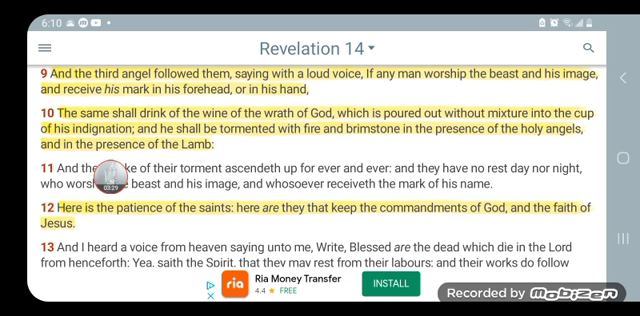 6:10
Revelation 14
9 And the third angel followed them, saying with a loud voice, If any man worship the beast and his image,
and receive his mark in his forehead, or in his hand,
10 The same shall drink of the wine of the wrath of God, which is poured out without mixture into the cup
of his indignation; and he shall be tormented with fire and brimstone in the presence of the holy angels,
and in the presence of the Lamb:
11 And the ke of their torment ascendeth up for ever and ever: and they have no rest day nor night,
who wors beast and his image, and whosoever receiveth the mark of his name.
03:29
12 Here is the patience of the saints: here are they that keep the commandments of God, and the faith of
Jesus.
13 And I heard a voice from heaven saying unto me, Write, Blessed are the dead which die in the Lord
from henceforth: Yea, saith the Spirit, that they may rest from their labours; and their works do follow
ria
Ria Money Transfer
4.4 ★ FREE
INSTALL
Recorded by Mobizen